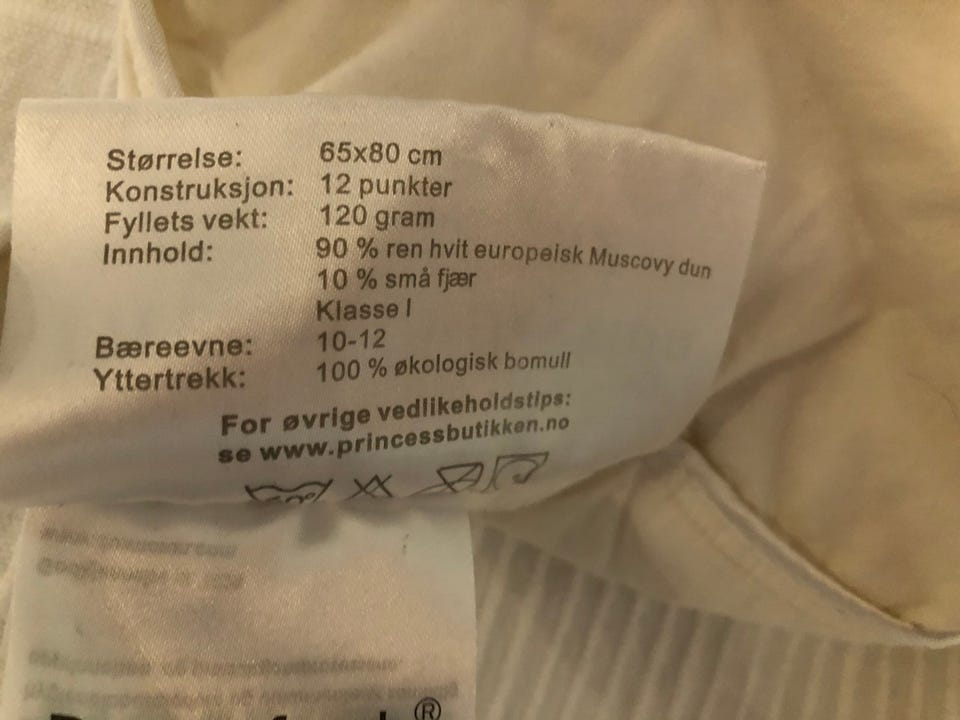 Størrelse: 65x80 cm
Konstruksjon: 12 punkter
Fyllets vekt: 120 gram
Innhold: 90 % ren hvit europeisk Muscovy dun
10 % små fjær
Klasse I
Bæreevne: 10-12
Yttertrekk: 100 % økologisk bomull
For øvrige vedlikeholdstips:
se www.princessbutikken.no
®